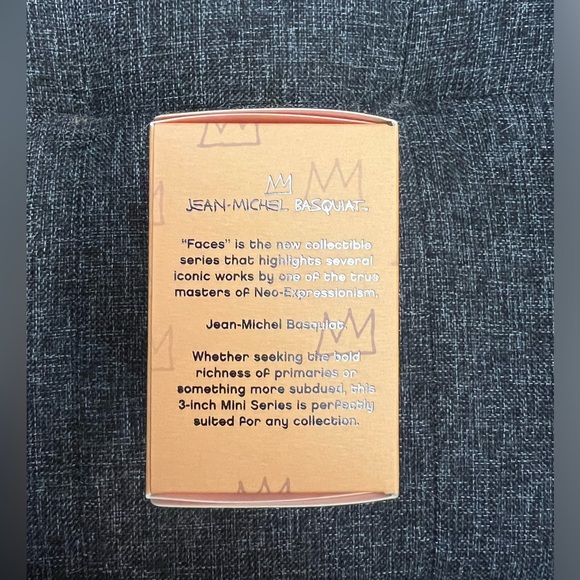 JEAN-MICHEL BASQUIAT™
"Faces" is the new collectible
series that highlights several
iconic works by one of the true
masters of Neo-Expressionism,
Jean-Michel Basquiat.
Whether seeking the bold
richness of primaries or
something more subdued, this
3-inch Mini Series is perfectly
suited for any collection.